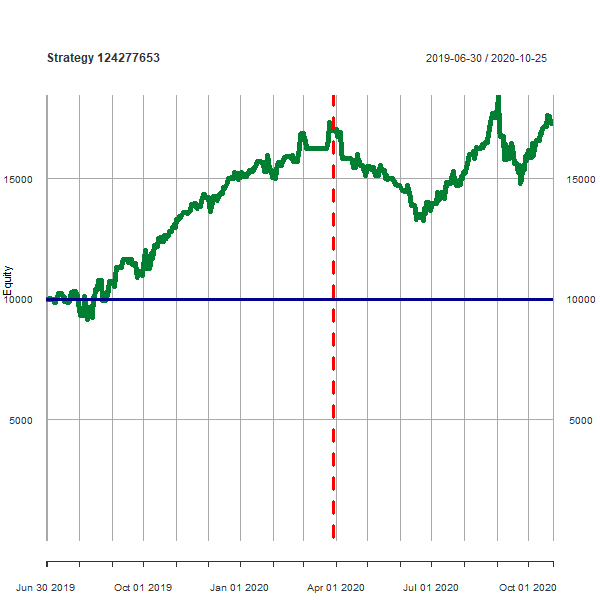 Strategy 124277653
2019-06-30 / 2020-10-25
15000
15000
Equity
10000
10000
5000
5000
Jun 30 2019
Oct 01 2019
Jan 01 2020
Apr 01 2020
Jul 01 2020
Oct 01 2020